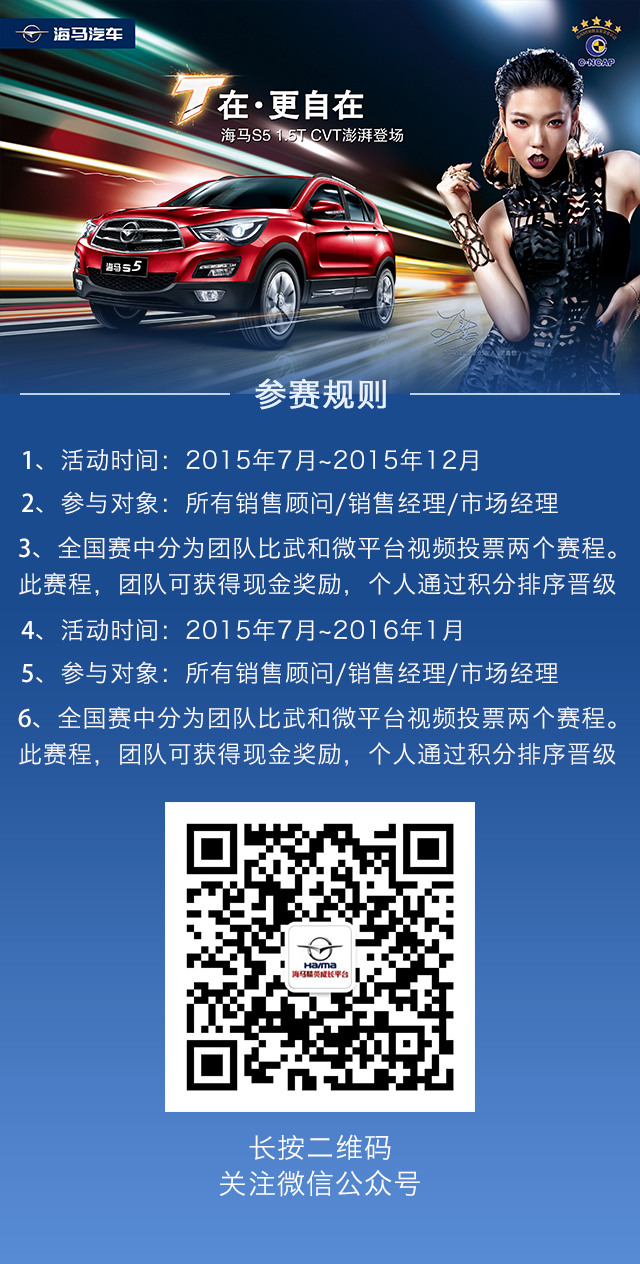 海马汽车
C-NCAP
T在·更自在
海马S5 1.5T CVT澎湃登场
海马S5
参赛规则
1、活动时间：2015年7月~2015年12月
2、参与对象：所有销售顾问/销售经理/市场经理
3、全国赛中分为团队比武和微平台视频投票两个赛程。
此赛程，团队可获得现金奖励，个人通过积分排序晋级
4、活动时间：2015年7月~2016年1月
5、参与对象：所有销售顾问/销售经理/市场经理
6、全国赛中分为团队比武和微平台视频投票两个赛程。
此赛程，团队可获得现金奖励，个人通过积分排序晋级
Haima
海马精英成长平台
长按二维码
关注微信公众号